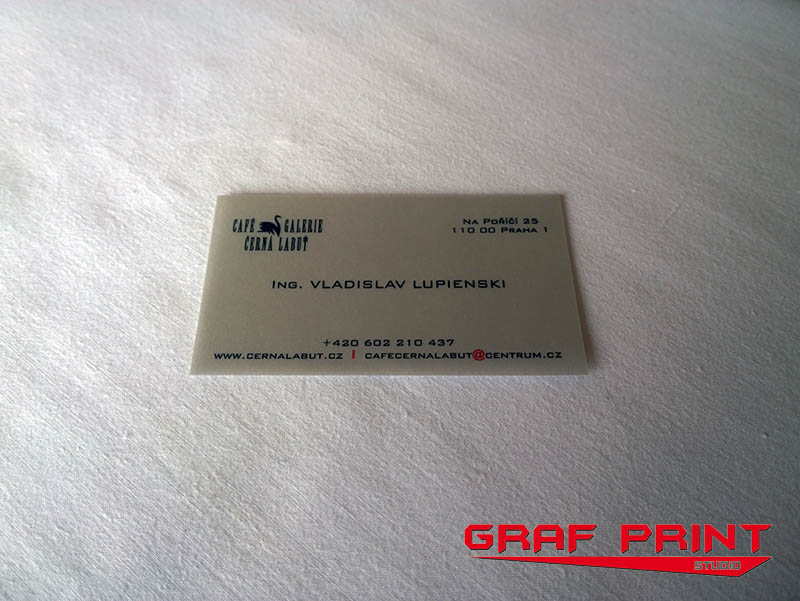 CAFÉ GALERIE
ČERNÁ LABUŤ
Na Poříčí 25
110 00 Praha 1
Ing. VLADISLAV LUPIENSKI
+420 602 210 437
www.cernalabut.cz | cafecernalabut@centrum.cz
GRAF PRINT
STUDIO